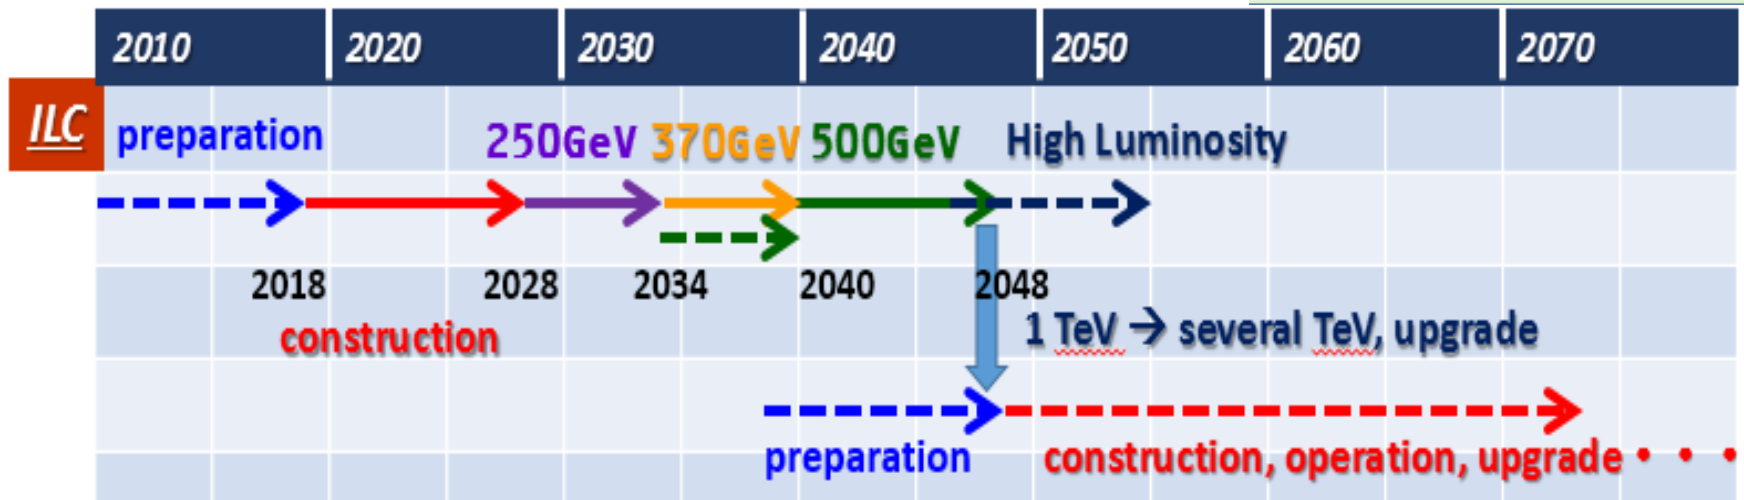 2010 2020 2030 2040 2050 2060 2070
ILC preparation 250GeV 370GeV 500GeV High Luminosity
2018 2028 2034 2040 2048
construction 1 TeV → several TeV, upgrade
preparation construction, operation, upgrade・・・